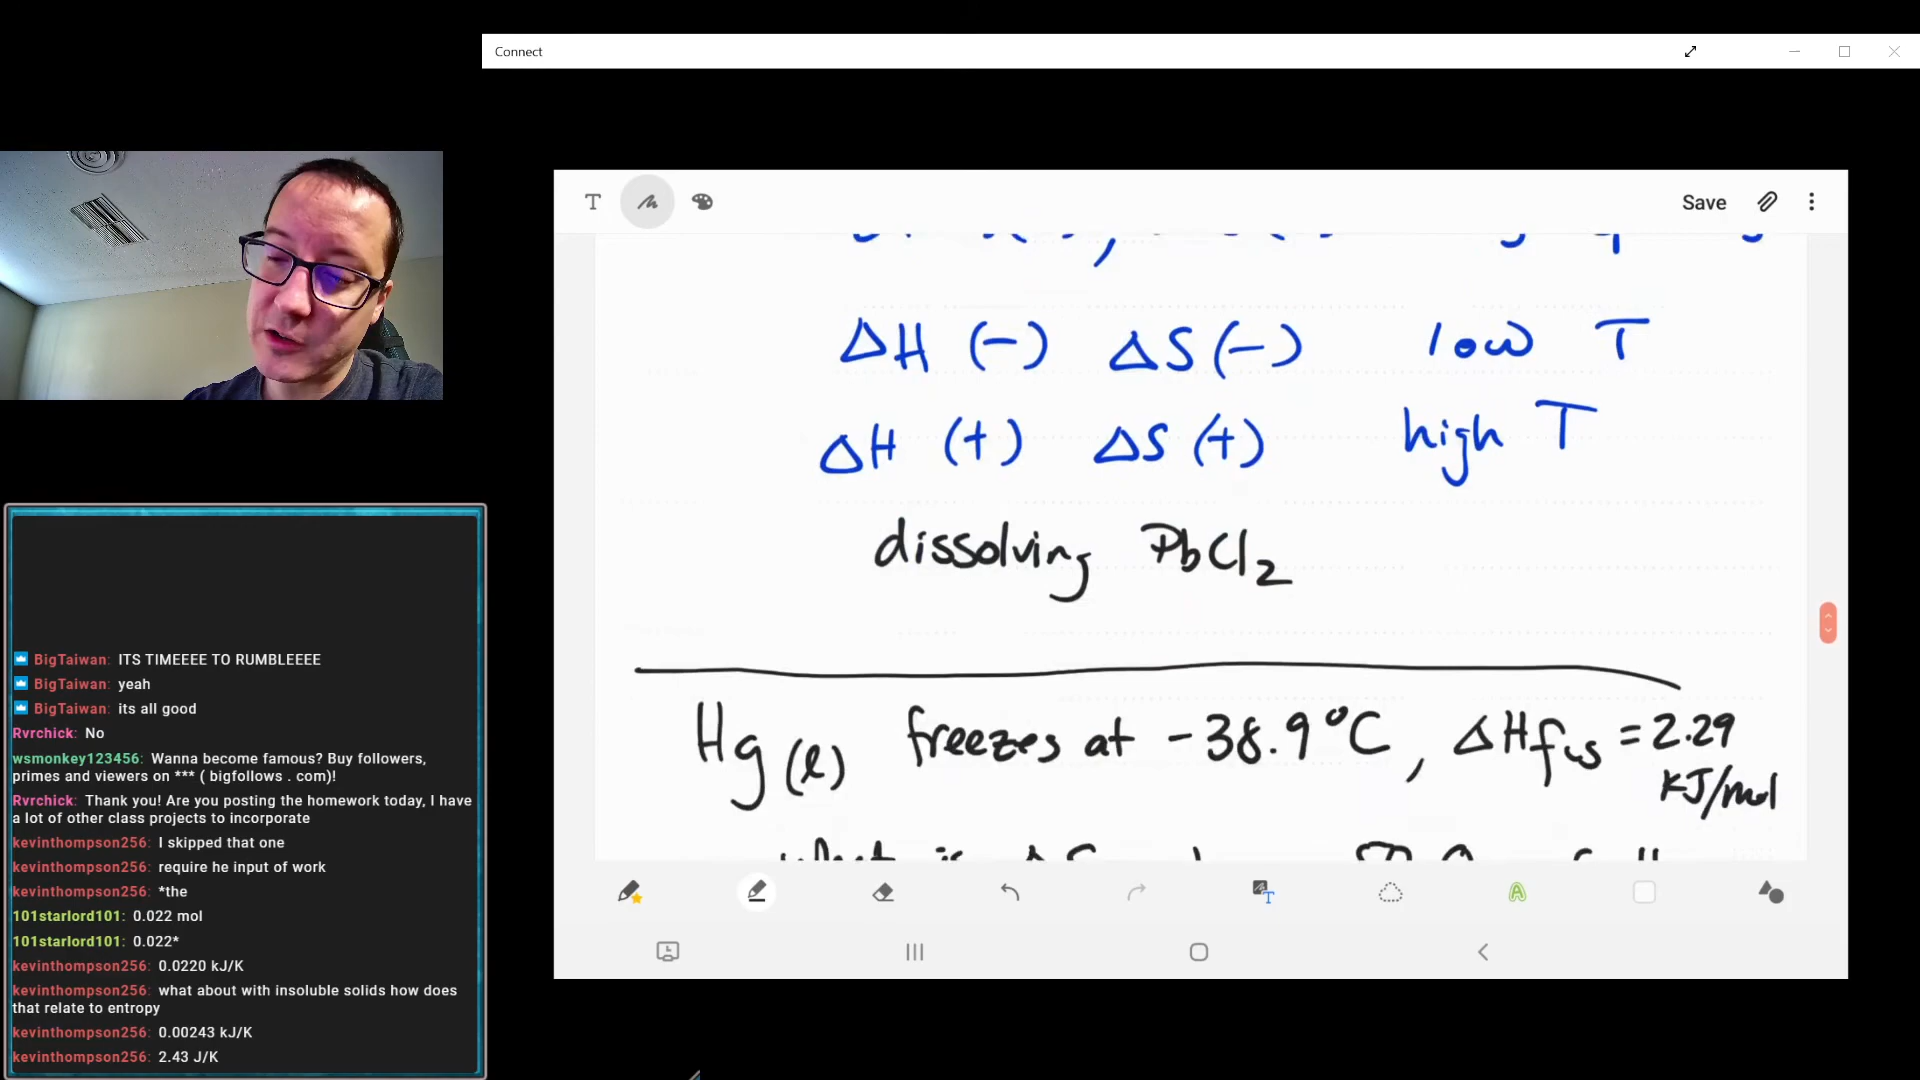 Connect
T
Save
ΔH (-) ΔS (-) low T
ΔH (+) ΔS (+) high T
dissolving PbCl2
Hg(l) freezes at -38.9°C, ΔHfus = 2.29
kJ/mol
What is ΔS
BigTaiwan: ITS TIMEEEE TO RUMBLEEEE
BigTaiwan: yeah
BigTaiwan: its all good
Rvrchick: No
wsmonkey123456: Wanna become famous? Buy followers,
primes and viewers on *** ( bigfollows . com)!
Rvrchick: Thank you! Are you posting the homework today, I have
a lot of other class projects to incorporate
kevinthompson256: I skipped that one
kevinthompson256: require he input of work
kevinthompson256: *the
101starlord101: 0.022 mol
101starlord101: 0.022*
kevinthompson256: 0.0220 kJ/K
kevinthompson256: what about with insoluble solids how does
that relate to entropy
kevinthompson256: 0.00243 kJ/K
kevinthompson256: 2.43 J/K